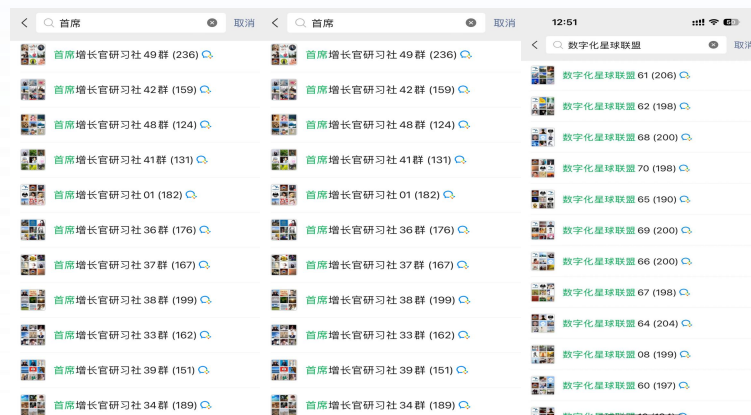 首席
取消
首席增长官研习社 49群 (236)
首席增长官研习社 42群 (159)
首席增长官研习社 48群 (124)
首席增长官研习社 41群 (131)
首席增长官研习社 01 (182)
首席增长官研习社 36群 (176)
首席增长官研习社 37群 (167)
首席增长官研习社 38群 (199)
首席增长官研习社 33群 (162)
首席增长官研习社 39群 (151)
首席增长官研习社 34群 (189)
首席
取消
首席增长官研习社 49群 (236)
首席增长官研习社 42群 (159)
首席增长官研习社 48群 (124)
首席增长官研习社 41群 (131)
首席增长官研习社 01 (182)
首席增长官研习社 36群 (176)
首席增长官研习社 37群 (167)
首席增长官研习社 38群 (199)
首席增长官研习社 33群 (162)
首席增长官研习社 39群 (151)
首席增长官研习社 34群 (189)
12:51
数字化星球联盟
取消
数字化星球联盟 61 (206)
数字化星球联盟 62 (198)
数字化星球联盟 68 (200)
数字化星球联盟 70 (198)
数字化星球联盟 65 (190)
数字化星球联盟 69 (200)
数字化星球联盟 66 (200)
数字化星球联盟 67 (198)
数字化星球联盟 64 (204)
数字化星球联盟 08 (199)
数字化星球联盟 60 (197)